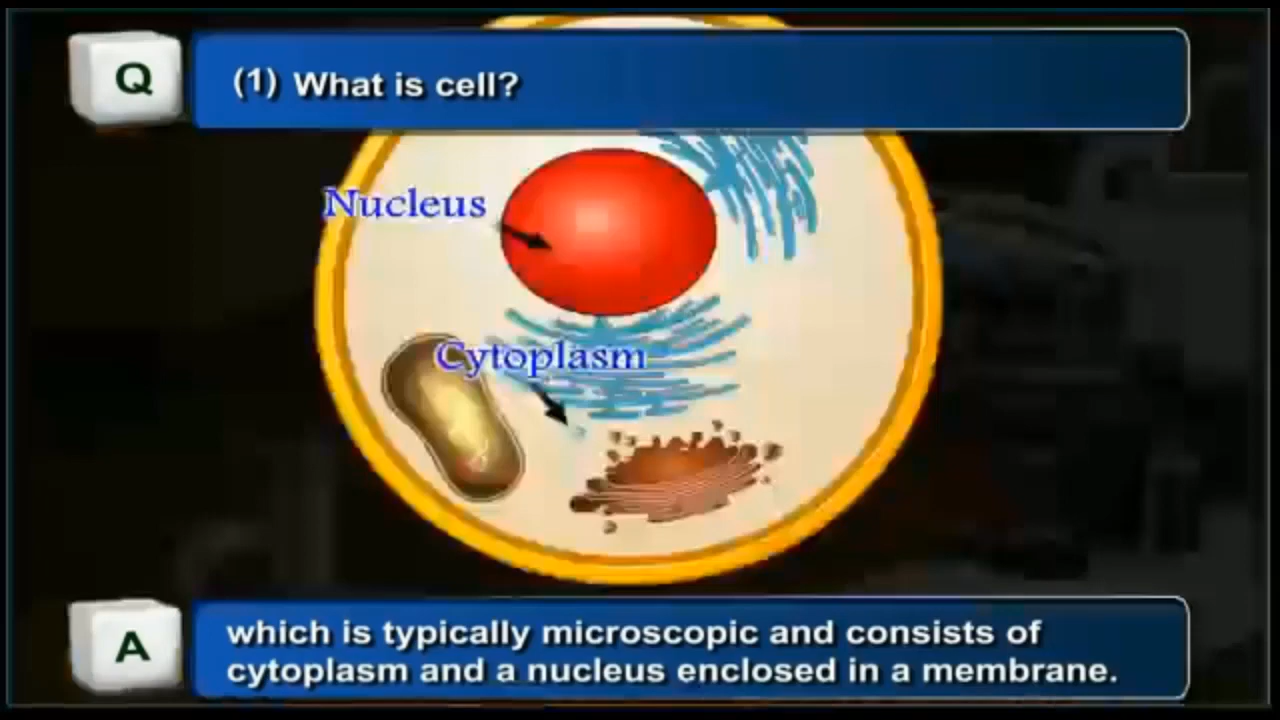 Q
(1) What is cell?
Nucleus
Cytoplasm
A
which is typically microscopic and consists of
cytoplasm and a nucleus enclosed in a membrane.